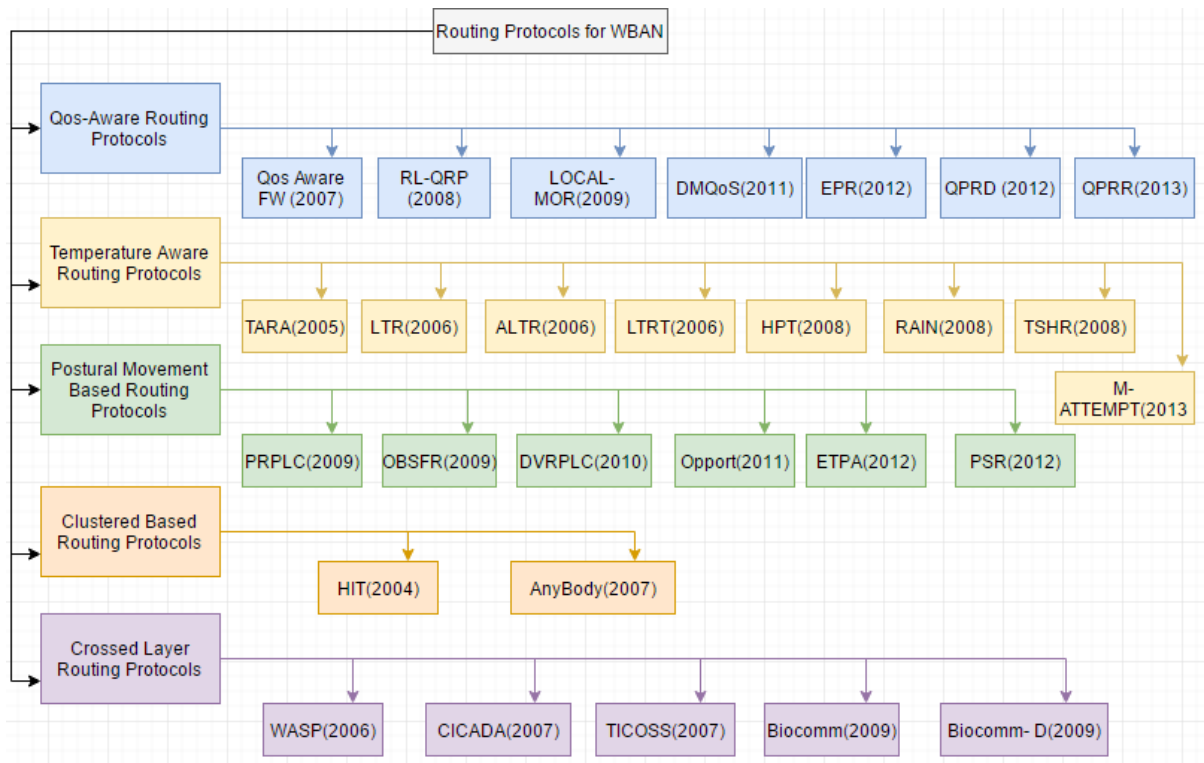 Routing Protocols for WBAN
Qos-Aware Routing
Protocols
Qos Aware
FW (2007)
RL-QRP
(2008)
LOCAL-
MOR(2009)
DMQoS(2011)
EPR(2012)
QPRD (2012)
QPRR(2013)
Temperature Aware
Routing Protocols
TARA(2005)
LTR(2006)
ALTR(2006)
LTRT(2006)
HPT(2008)
RAIN(2008)
TSHR(2008)
M-
ATTEMPT(2013
Postural Movement
Based Routing
Protocols
PRPLC(2009)
OBSFR(2009)
DVRPLC(2010)
Opport(2011)
ETPA(2012)
PSR(2012)
Clustered Based
Routing Protocols
HIT(2004)
AnyBody(2007)
Crossed Layer
Routing Protocols
WASP(2006)
CICADA(2007)
TICOSS(2007)
Biocomm(2009)
Biocomm- D(2009)